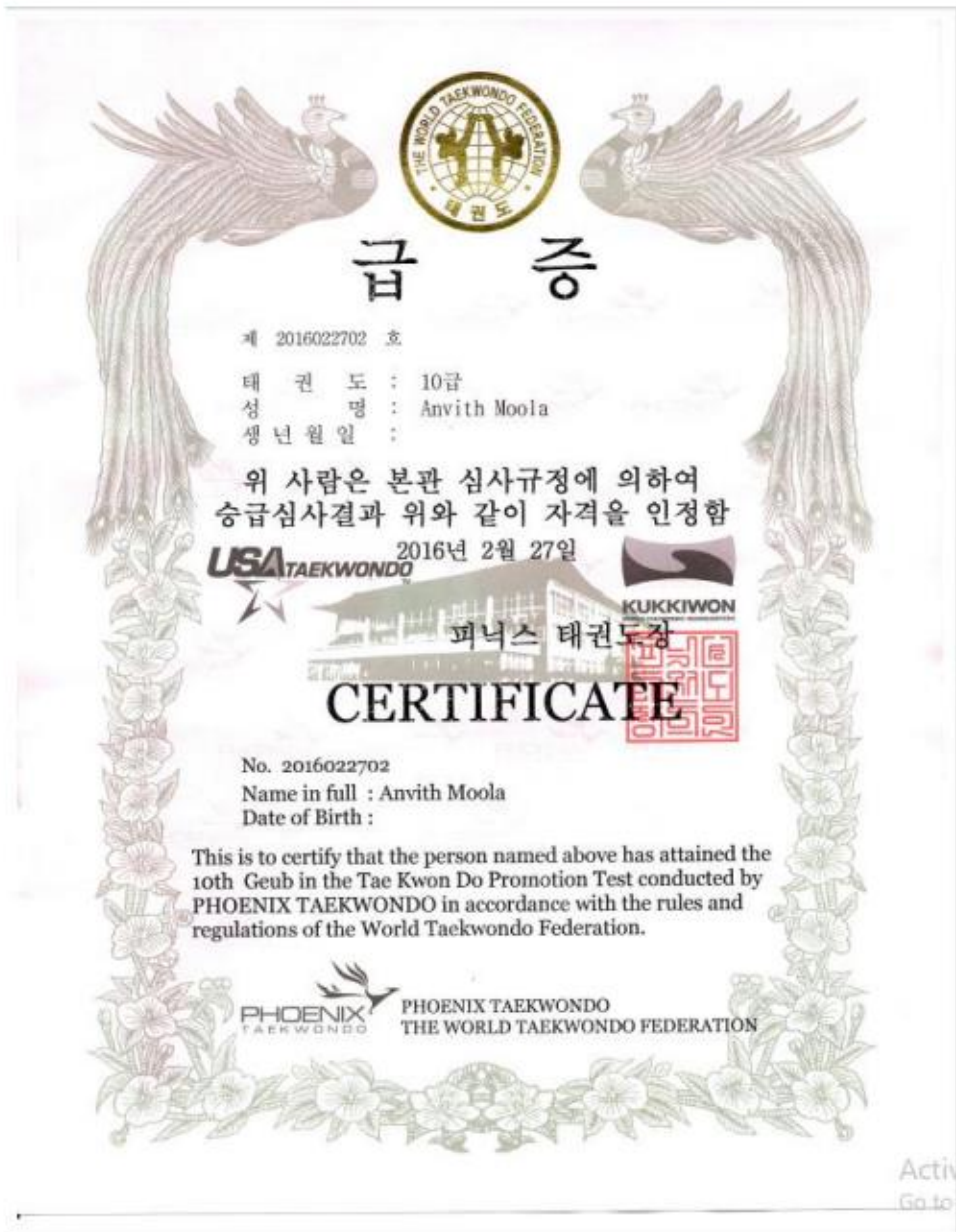 THE WORLD TAEKWONDO FEDERATION
태권도
급 증
제 2016022702 호
태 권 도 : 10급
성 명 : Anvith Moola
생 년 월 일 :
위 사람은 본관 심사규정에 의하여
승급심사결과 위와 같이 자격을 인정함
2016년 2월 27일
USA TAEKWONDO
KUKKIWON
피닉스 태권도장
CERTIFICATE
No. 2016022702
Name in full : Anvith Moola
Date of Birth :
This is to certify that the person named above has attained the
10th Geub in the Tae Kwon Do Promotion Test conducted by
PHOENIX TAEKWONDO in accordance with the rules and
regulations of the World Taekwondo Federation.
PHOENIX
TAEKWONDO
PHOENIX TAEKWONDO
THE WORLD TAEKWONDO FEDERATION
Activ
Go to